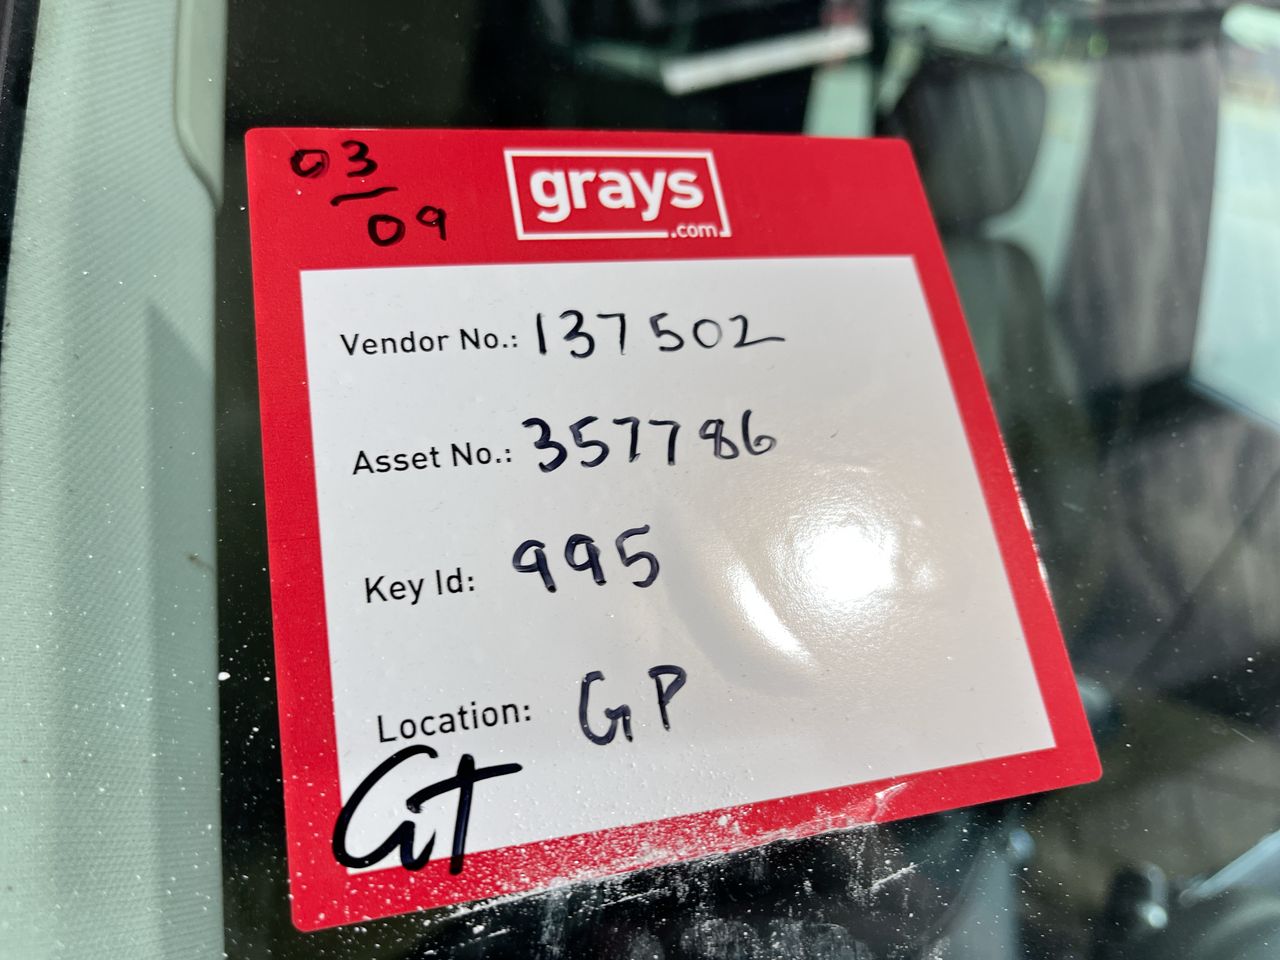 03
09
grays
.com
Vendor No.: 137502
Asset No.: 357786
Key Id: 995
Location: GP
GT